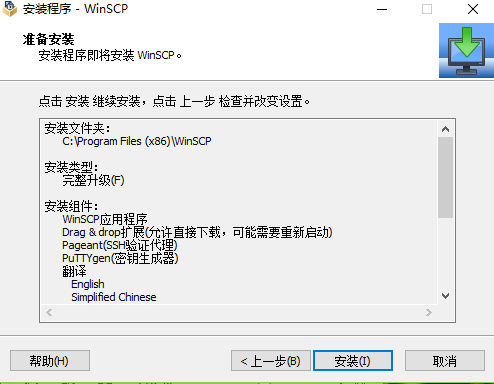 安装程序 - WinSCP
准备安装
安装程序即将安装 WinSCP。
点击 安装 继续安装，点击 上一步 检查并改变设置。
安装文件夹:
C:\Program Files (x86)\WinSCP
安装类型:
完整升级(F)
安装组件:
WinSCP应用程序
Drag & drop扩展(允许直接下载，可能需要重新启动)
Pageant(SSH验证代理)
PuTTYgen(密钥生成器)
翻译
English
Simplified Chinese
帮助(H)
< 上一步(B)
安装(I)
取消